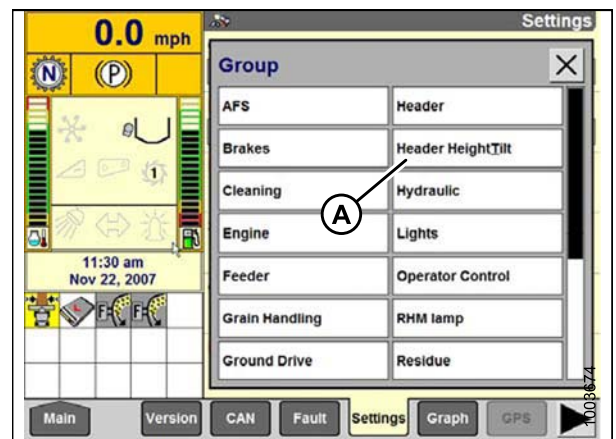 0.0 mph
Settings
N
(P)
1
11:30 am
Nov 22, 2007
L
F
F
Group
AFS
Header
Brakes
Header HeightTilt
Cleaning
Hydraulic
A
Engine
Lights
Feeder
Operator Control
Grain Handling
RHM lamp
Ground Drive
Residue
Main
Version
CAN
Fault
Settings
Graph
GPS
1003674